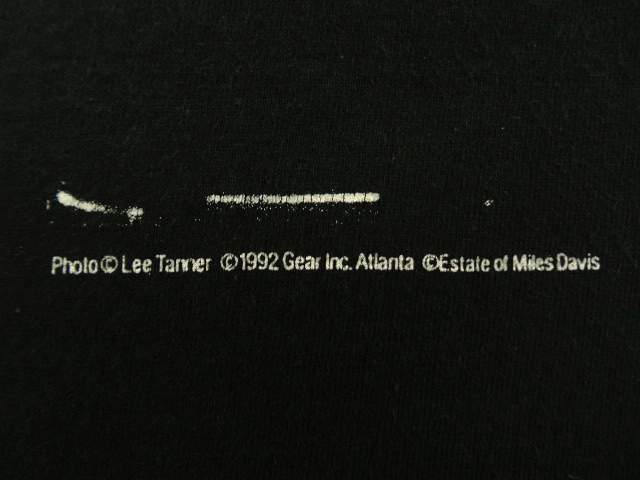 Photo © Lee Tanner ©1992 Gear Inc. Atlanta ©Estate of Miles Davis